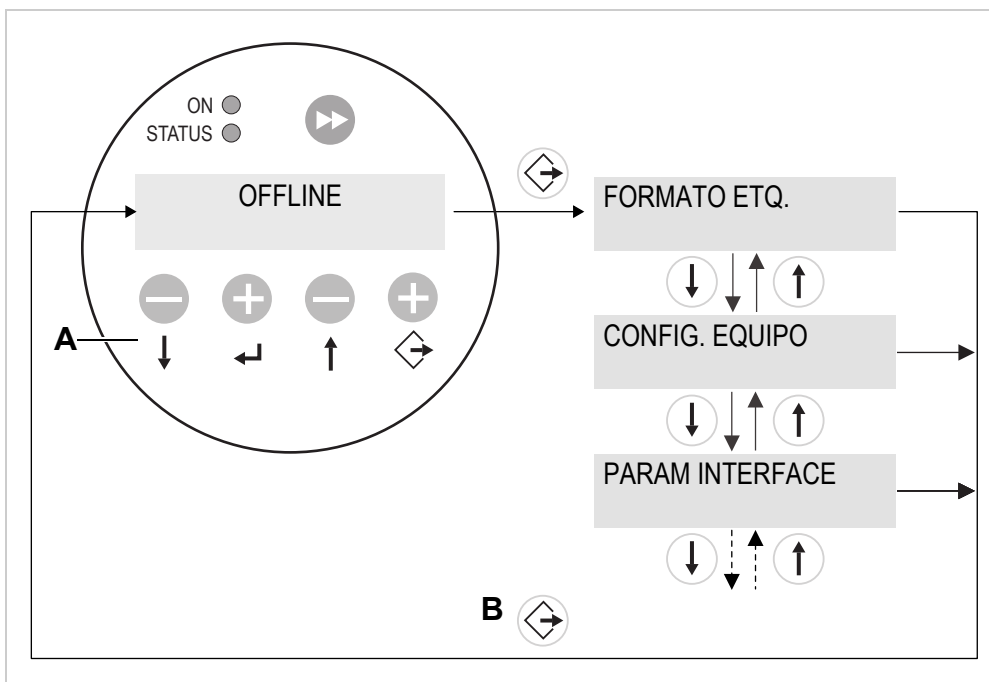 ON
STATUS
OFFLINE
A
FORMATO ETQ.
CONFIG. EQUIPO
PARAM INTERFACE
B